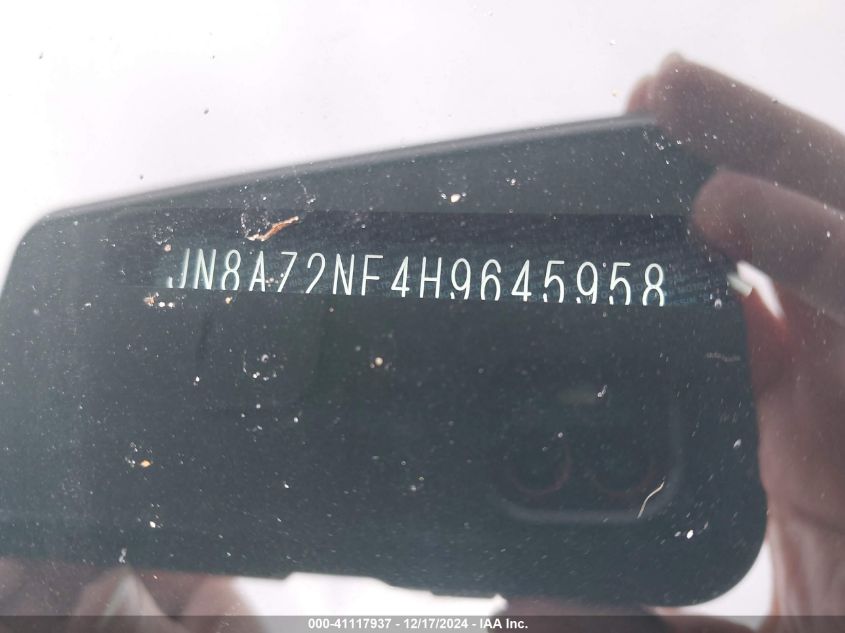 JN8AZ2NF4H9645958
000-41117937 - 12/17/2024 - IAA Inc.